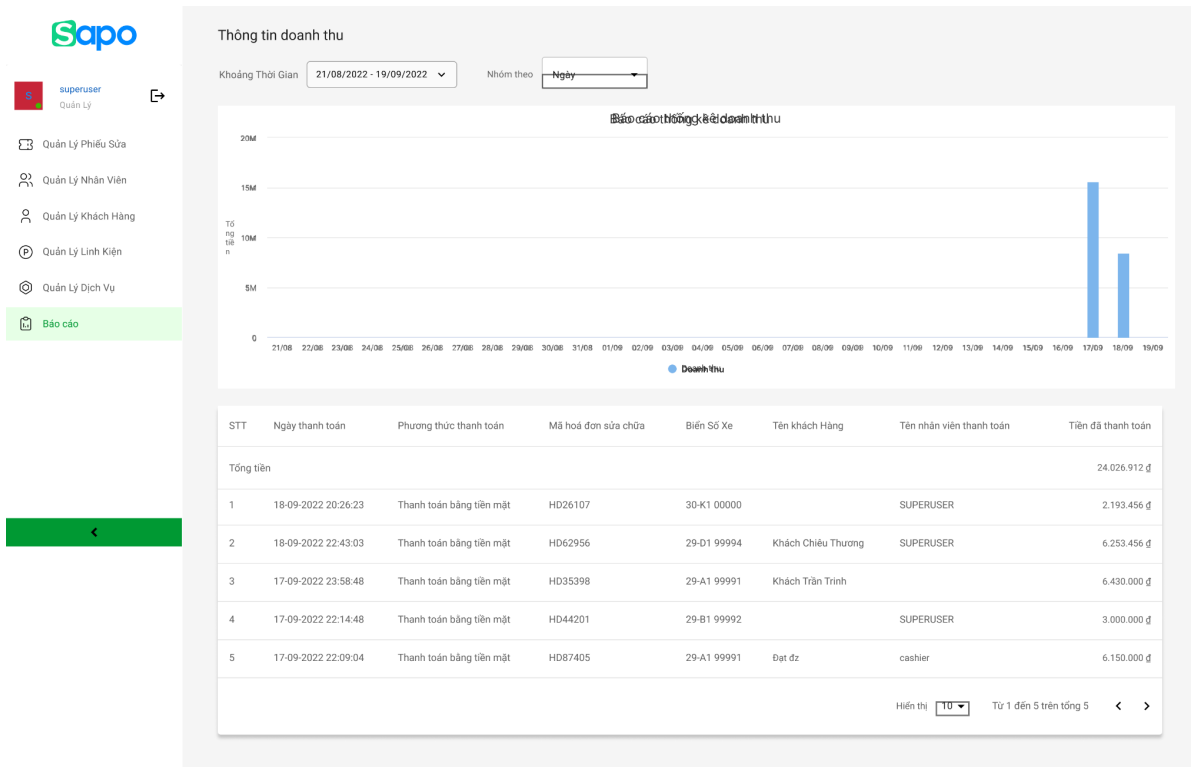 Sapo
S
superuser
Quản Lý
Quản Lý Phiếu Sửa
Quản Lý Nhân Viên
Quản Lý Khách Hàng
Quản Lý Linh Kiện
Quản Lý Dịch Vụ
Báo cáo
Thông tin doanh thu
Khoảng Thời Gian 21/08/2022 - 19/09/2022 Nhóm theo Ngày
Báo cáo thống kê doanh thu
20M
15M
Tổ
ng
tiề
n
10M
5M
0
21/08 22/08 23/08 24/08 25/08 26/08 27/08 28/08 29/08 30/08 31/08 01/09 02/09 03/09 04/09 05/09 06/09 07/09 08/09 09/09 10/09 11/09 12/09 13/09 14/09 15/09 16/09 17/09 18/09 19/09
Doanh thu
STT Ngày thanh toán Phương thức thanh toán Mã hoá đơn sửa chữa Biển Số Xe Tên khách Hàng Tên nhân viên thanh toán Tiền đã thanh toán
Tổng tiền 24.026.912 ₫
1 18-09-2022 20:26:23 Thanh toán bằng tiền mặt HD26107 30-K1 00000 SUPERUSER 2.193.456 ₫
2 18-09-2022 22:43:03 Thanh toán bằng tiền mặt HD62956 29-D1 99994 Khách Chiêu Thương SUPERUSER 6.253.456 ₫
3 17-09-2022 23:58:48 Thanh toán bằng tiền mặt HD35398 29-A1 99991 Khách Trần Trinh 6.430.000 ₫
4 17-09-2022 22:14:48 Thanh toán bằng tiền mặt HD44201 29-B1 99992 SUPERUSER 3.000.000 ₫
5 17-09-2022 22:09:04 Thanh toán bằng tiền mặt HD87405 29-A1 99991 Đạt đz cashier 6.150.000 ₫
Hiển thị 10 Từ 1 đến 5 trên tổng 5